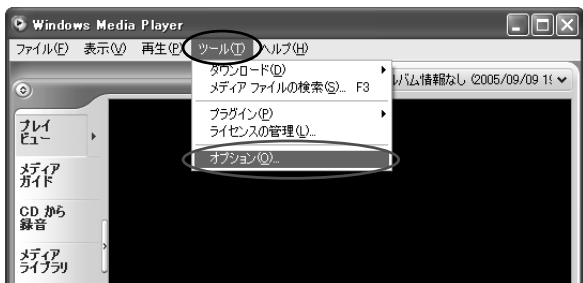 Windows Media Player
ファイル(F) 表示(V) 再生(P) ツール(T) ヘルプ(H)
ダウンロード(D)
メディア ファイルの検索(S)... F3
バム情報なし (2005/09/09 1
プラグイン(P)
ライセンスの管理(L)...
オプション(O)...
プレイ
ビュー
メディア
ガイド
CD から
録音
メディア
ライブラリ